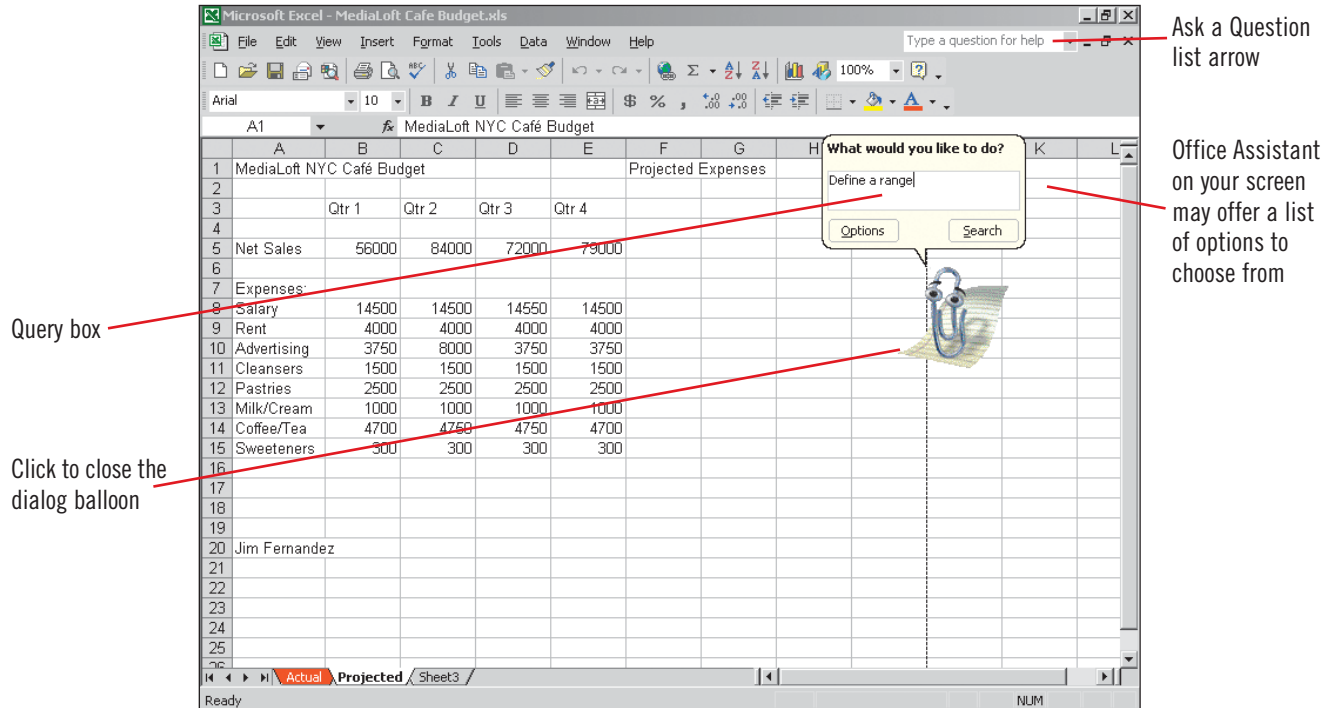 Microsoft Excel - MediaLoft Cafe Budget.xls
File Edit View Insert Format Tools Data Window Help Type a question for help
100%
Arial 10 B I U $ % ,
A1 fx MediaLoft NYC Café Budget
A B C D E F G H K L
1 MediaLoft NYC Café Budget Projected Expenses
2
3 Qtr 1 Qtr 2 Qtr 3 Qtr 4
4
5 Net Sales 56000 84000 72000 79000
6
7 Expenses:
8 Salary 14500 14500 14550 14500
9 Rent 4000 4000 4000 4000
10 Advertising 3750 8000 3750 3750
11 Cleansers 1500 1500 1500 1500
12 Pastries 2500 2500 2500 2500
13 Milk/Cream 1000 1000 1000 1000
14 Coffee/Tea 4700 4750 4750 4700
15 Sweeteners 300 300 300 300
16
17
18
19
20 Jim Fernandez
21
22
23
24
25
26
Actual Projected Sheet3
Ready NUM
What would you like to do?
Define a range
Options Search
Ask a Question
list arrow
Office Assistant
on your screen
may offer a list
of options to
choose from
Query box
Click to close the
dialog balloon